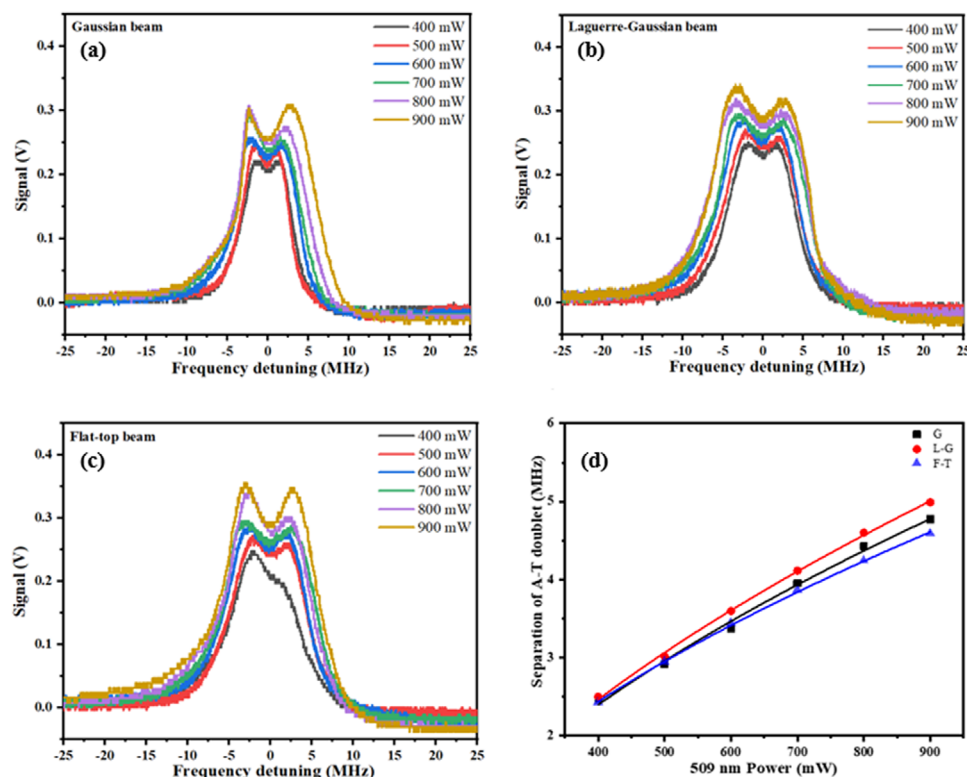 Gaussian beam
(a)
400 mW
500 mW
600 mW
700 mW
800 mW
900 mW
Signal (V)
0.4
0.3
0.2
0.1
0.0
-25 -20 -15 -10 -5 0 5 10 15 20 25
Frequency detuning (MHz)
Laguerre-Gaussian beam
(b)
400 mW
500 mW
600 mW
700 mW
800 mW
900 mW
Signal (V)
0.4
0.3
0.2
0.1
0.0
-25 -20 -15 -10 -5 0 5 10 15 20 25
Frequency detuning (MHz)
Flat-top beam
(c)
400 mW
500 mW
600 mW
700 mW
800 mW
900 mW
Signal (V)
0.4
0.3
0.2
0.1
0.0
-25 -20 -15 -10 -5 0 5 10 15 20 25
Frequency detuning (MHz)
(d)
G
L-G
F-T
Separation of A-T doublet (MHz)
6
5
4
3
2
400 500 600 700 800 900
509 nm Power (mW)